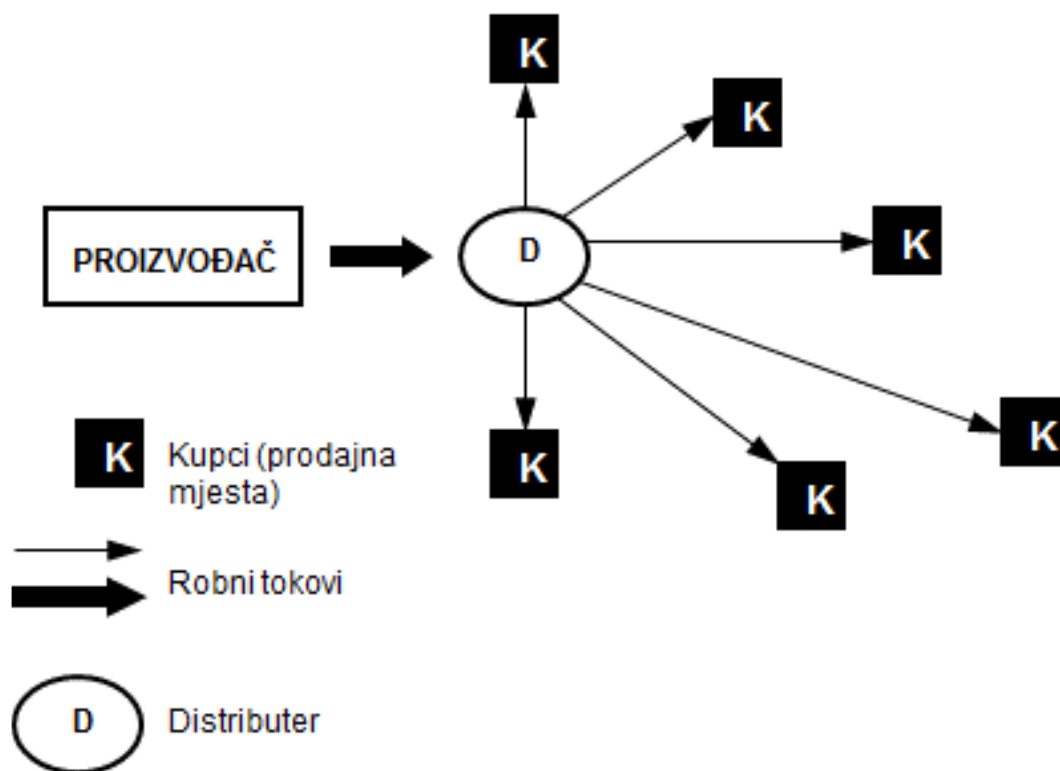 K
K
PROIZVOĐAČ
D
K
K
K
K
K
Kupci (prodajna
mjesta)
Robni tokovi
D
Distributer